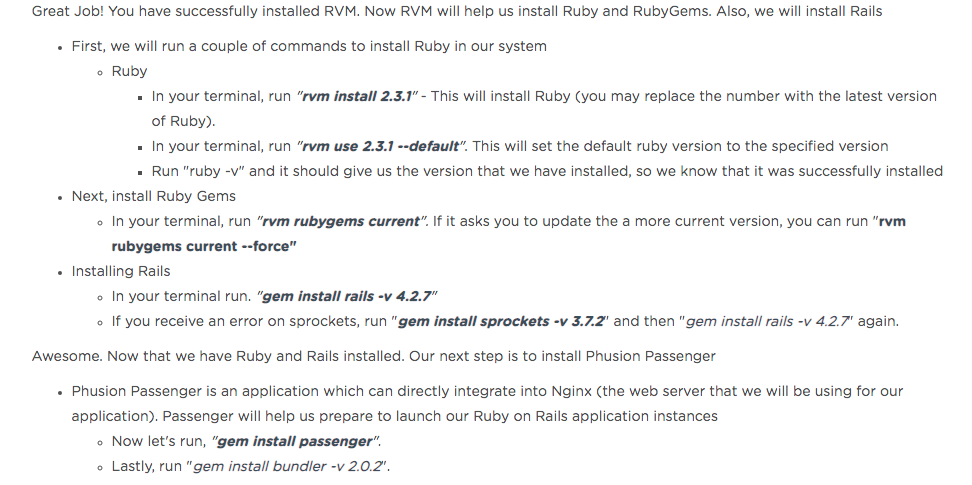 Great Job! You have successfully installed RVM. Now RVM will help us install Ruby and RubyGems. Also, we will install Rails
First, we will run a couple of commands to install Ruby in our system
Ruby
In your terminal, run "rvm install 2.3.1" - This will install Ruby (you may replace the number with the latest version
of Ruby).
In your terminal, run "rvm use 2.3.1 --default". This will set the default ruby version to the specified version
Run "ruby -v" and it should give us the version that we have installed, so we know that it was successfully installed
Next, install Ruby Gems
In your terminal, run "rvm rubygems current". If it asks you to update the a more current version, you can run "rvm
rubygems current --force"
Installing Rails
In your terminal run. "gem install rails -v 4.2.7"
If you receive an error on sprockets, run "gem install sprockets -v 3.7.2" and then "gem install rails -v 4.2.7" again.
Awesome. Now that we have Ruby and Rails installed. Our next step is to install Phusion Passenger
Phusion Passenger is an application which can directly integrate into Nginx (the web server that we will be using for our
application). Passenger will help us prepare to launch our Ruby on Rails application instances
Now let's run, "gem install passenger".
Lastly, run "gem install bundler -v 2.0.2".